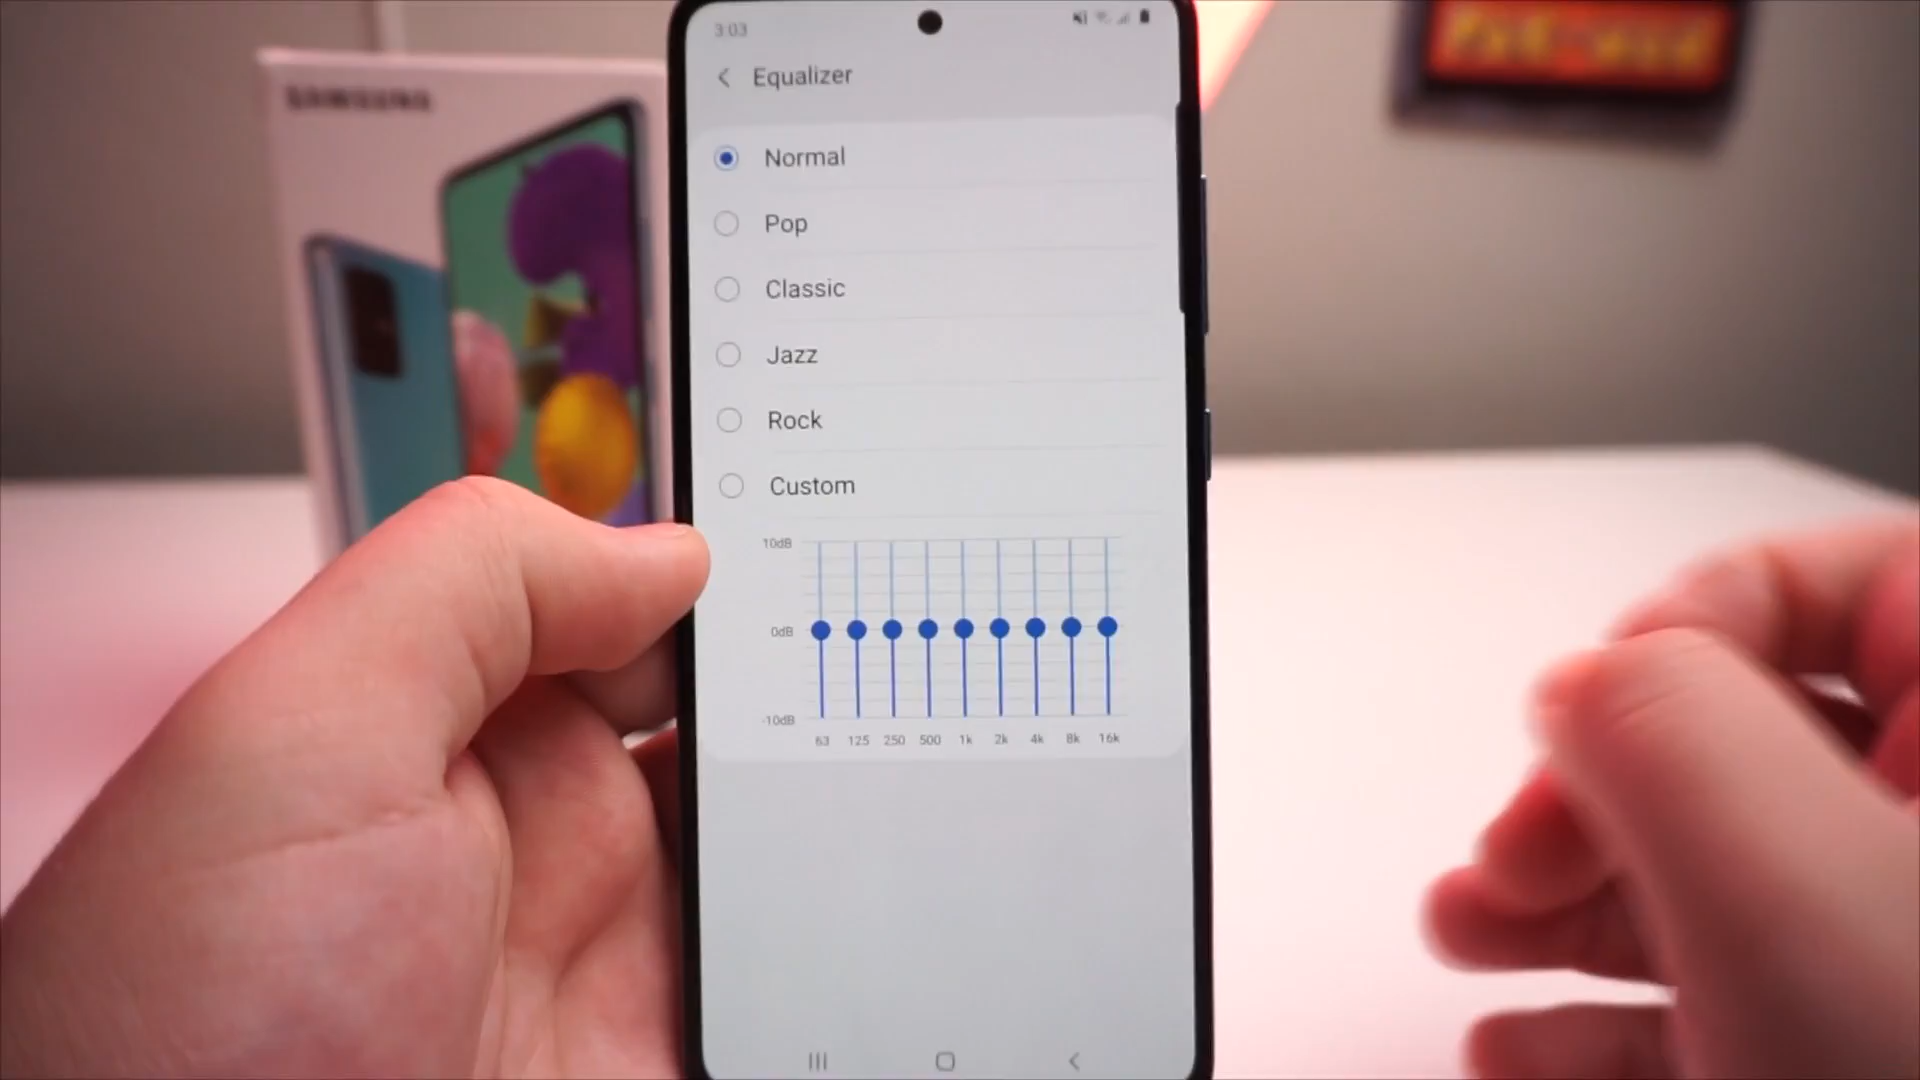 3:03
Equalizer
SAMSUNG
Normal
Pop
Classic
Jazz
Rock
Custom
10dB
0dB
-10dB
63 125 250 500 1k 2k 4k 8k 16k